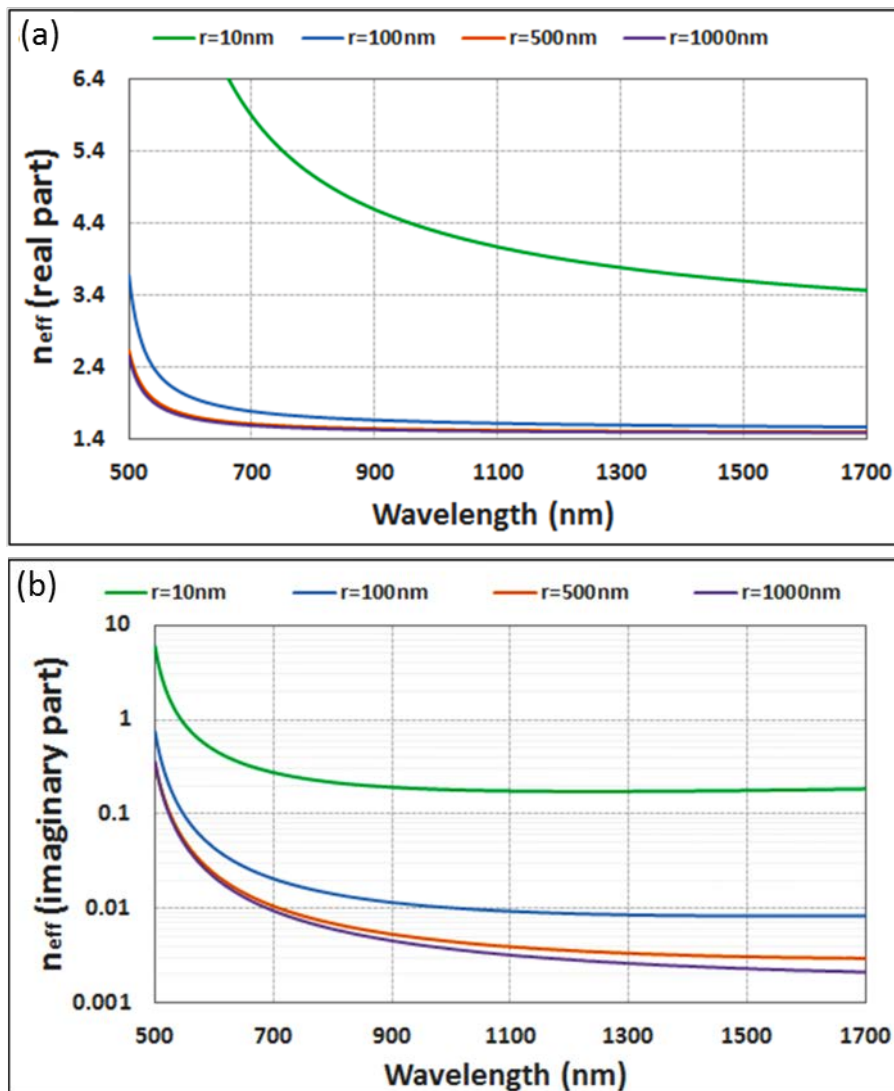 (a)
r=10nm r=100nm r=500nm r=1000nm
neff (real part)
6.4
5.4
4.4
3.4
2.4
1.4
500 700 900 1100 1300 1500 1700
Wavelength (nm)
(b)
r=10nm r=100nm r=500nm r=1000nm
neff (imaginary part)
10
1
0.1
0.01
0.001
500 700 900 1100 1300 1500 1700
Wavelength (nm)